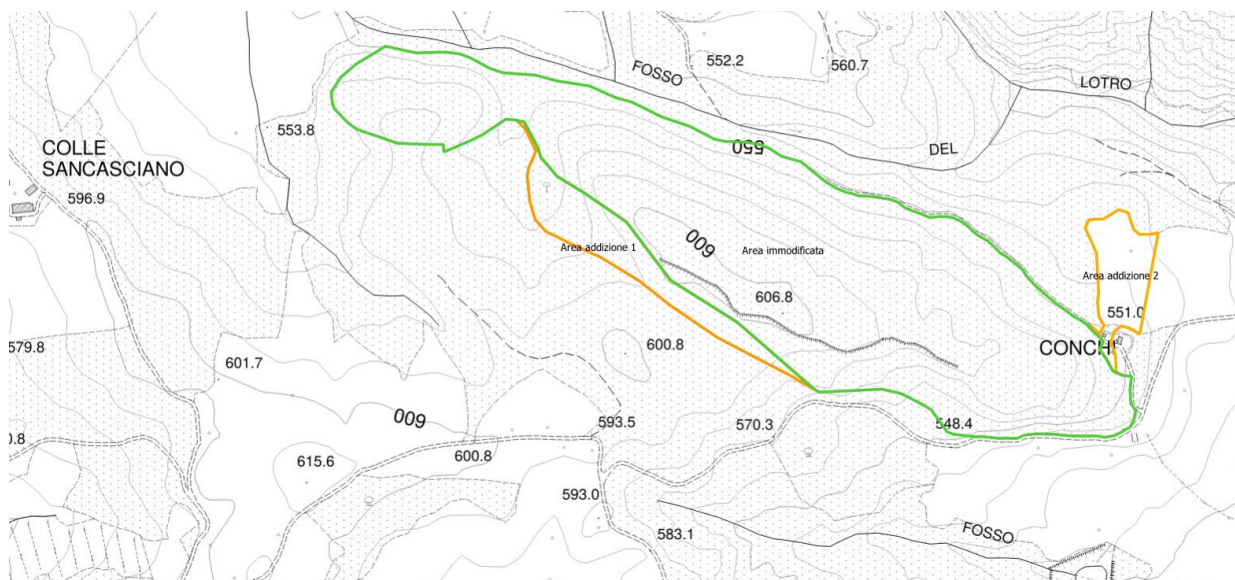 552.2
560.7
FOSSO
LOTRO
553.8
COLLE
SANCASCIANO
550
DEL
596.9
600
Area addizione 1
Area immodificata
Area addizione 2
606.8
551.0
CONCHI
579.8
600.8
601.7
600
593.5
570.3
548.4
0.8
615.6
600.8
593.0
583.1
FOSSO